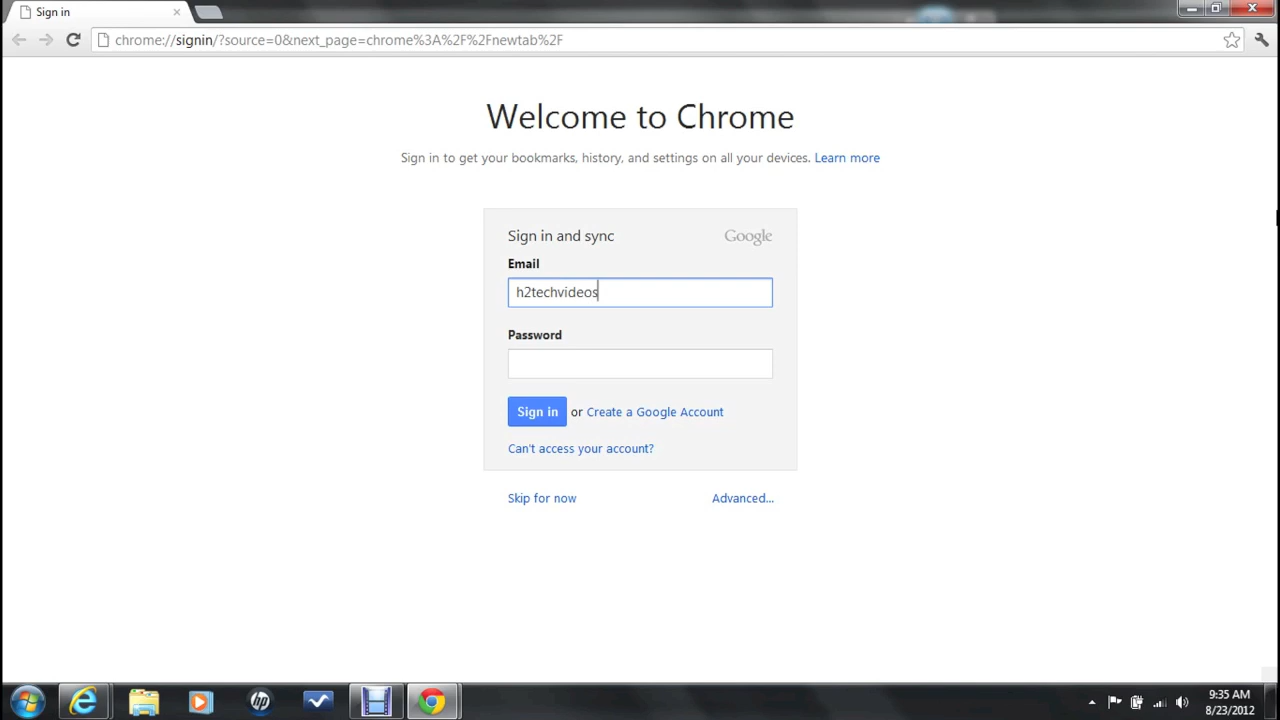 Sign in
chrome://signin/?source=0&next_page=chrome%3A%2F%2Fnewtab%2F
Welcome to Chrome
Sign in to get your bookmarks, history, and settings on all your devices. Learn more
Sign in and sync Google
Email
h2techvideos
Password
Sign in or Create a Google Account
Can't access your account?
Skip for now Advanced...
hp
9:35 AM
8/23/2012